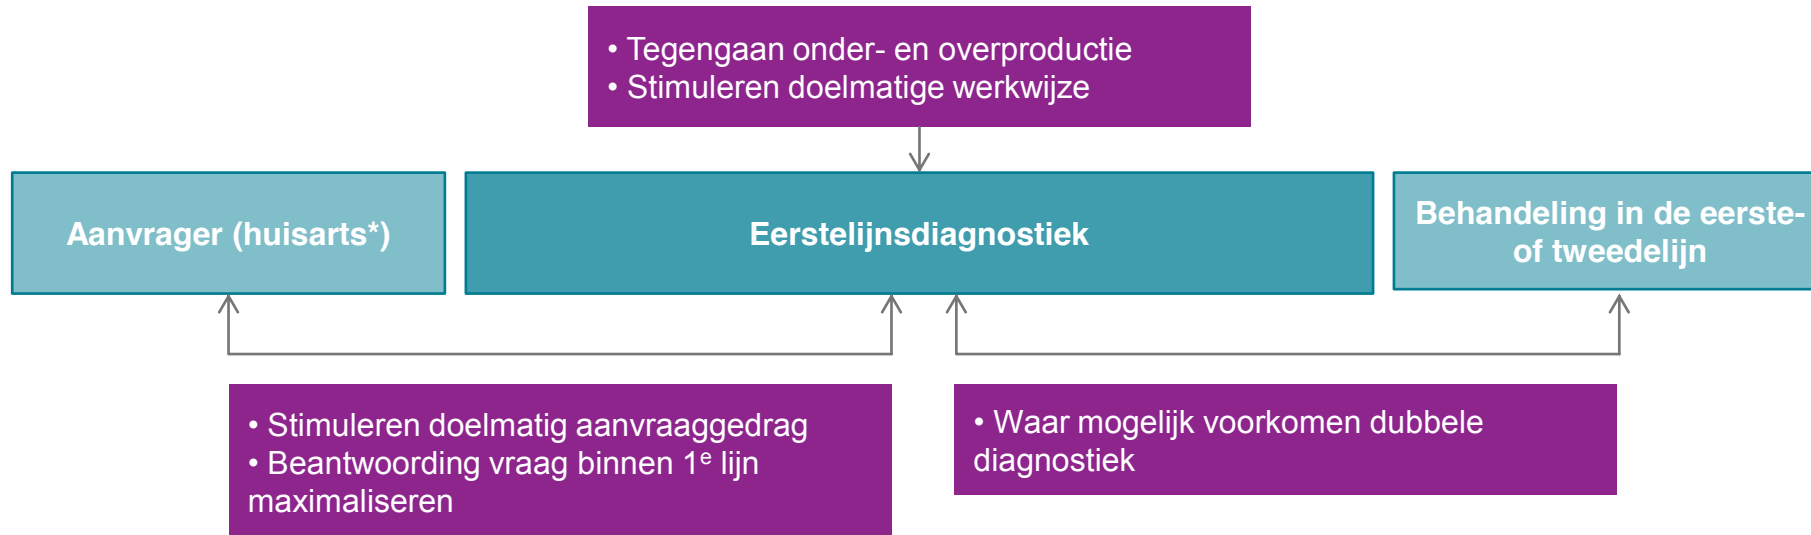 • Tegengaan onder- en overproductie
• Stimuleren doelmatige werkwijze
Aanvrager (huisarts*)
Eerstelijnsdiagnostiek
Behandeling in de eerste-
of tweedelijn
• Stimuleren doelmatig aanvraaggedrag
• Beantwoording vraag binnen 1e lijn
maximaliseren
• Waar mogelijk voorkomen dubbele
diagnostiek